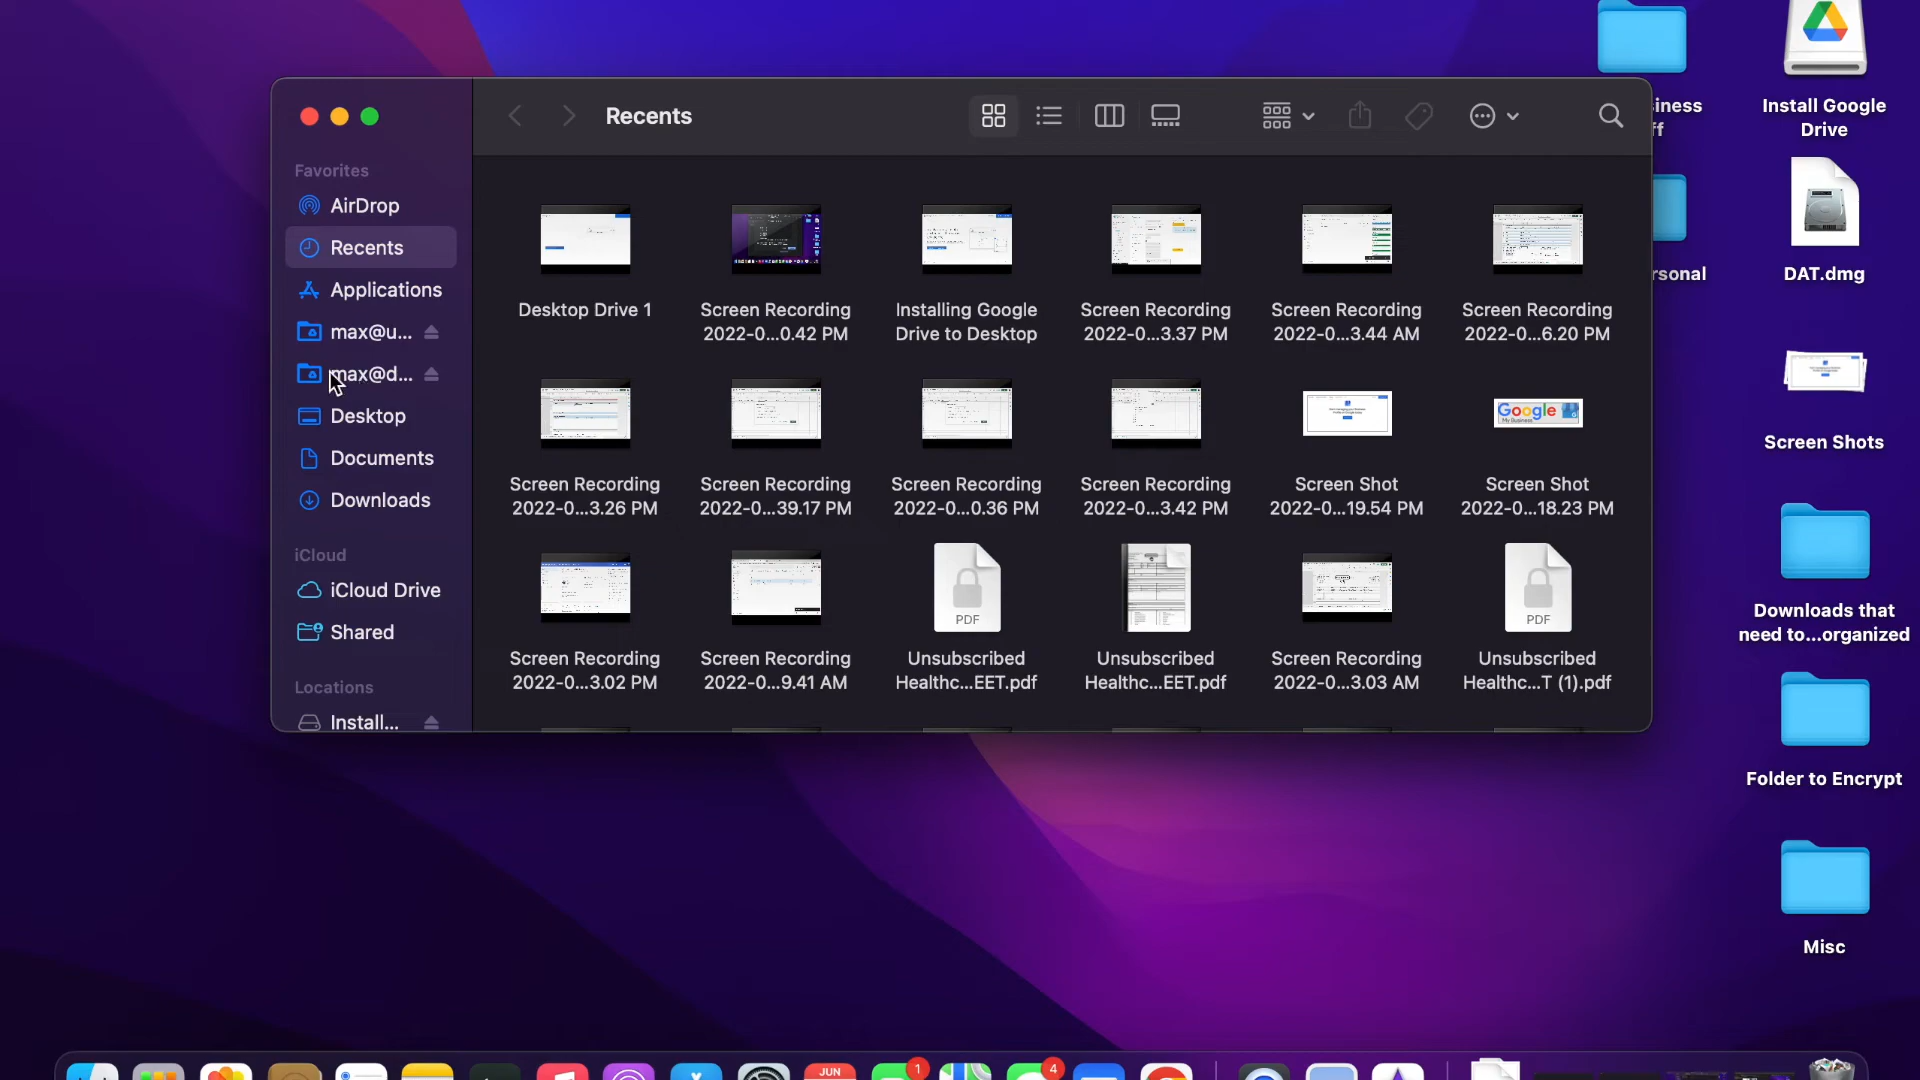 Recents
Favorites
AirDrop
Recents
Applications
max@u...
max@d...
Desktop
Documents
Downloads
iCloud
iCloud Drive
Shared
Locations
Install...
Desktop Drive 1
Screen Recording
2022-0...0.42 PM
Installing Google
Drive to Desktop
Screen Recording
2022-0...3.37 PM
Screen Recording
2022-0...3.44 AM
Screen Recording
2022-0...6.20 PM
Screen Recording
2022-0...3.26 PM
Screen Recording
2022-0...39.17 PM
Screen Recording
2022-0...0.36 PM
Screen Recording
2022-0...3.42 PM
Screen Shot
2022-0...19.54 PM
Google
My Business
Screen Shot
2022-0...18.23 PM
Screen Recording
2022-0...3.02 PM
Screen Recording
2022-0...9.41 AM
PDF
Unsubscribed
Healthc...EET.pdf
Unsubscribed
Healthc...EET.pdf
Screen Recording
2022-0...3.03 AM
PDF
Unsubscribed
Healthc...T (1).pdf
iness
ff
rsonal
Install Google
Drive
DAT.dmg
Screen Shots
Downloads that
need to...organized
Folder to Encrypt
Misc
JUN
1
4